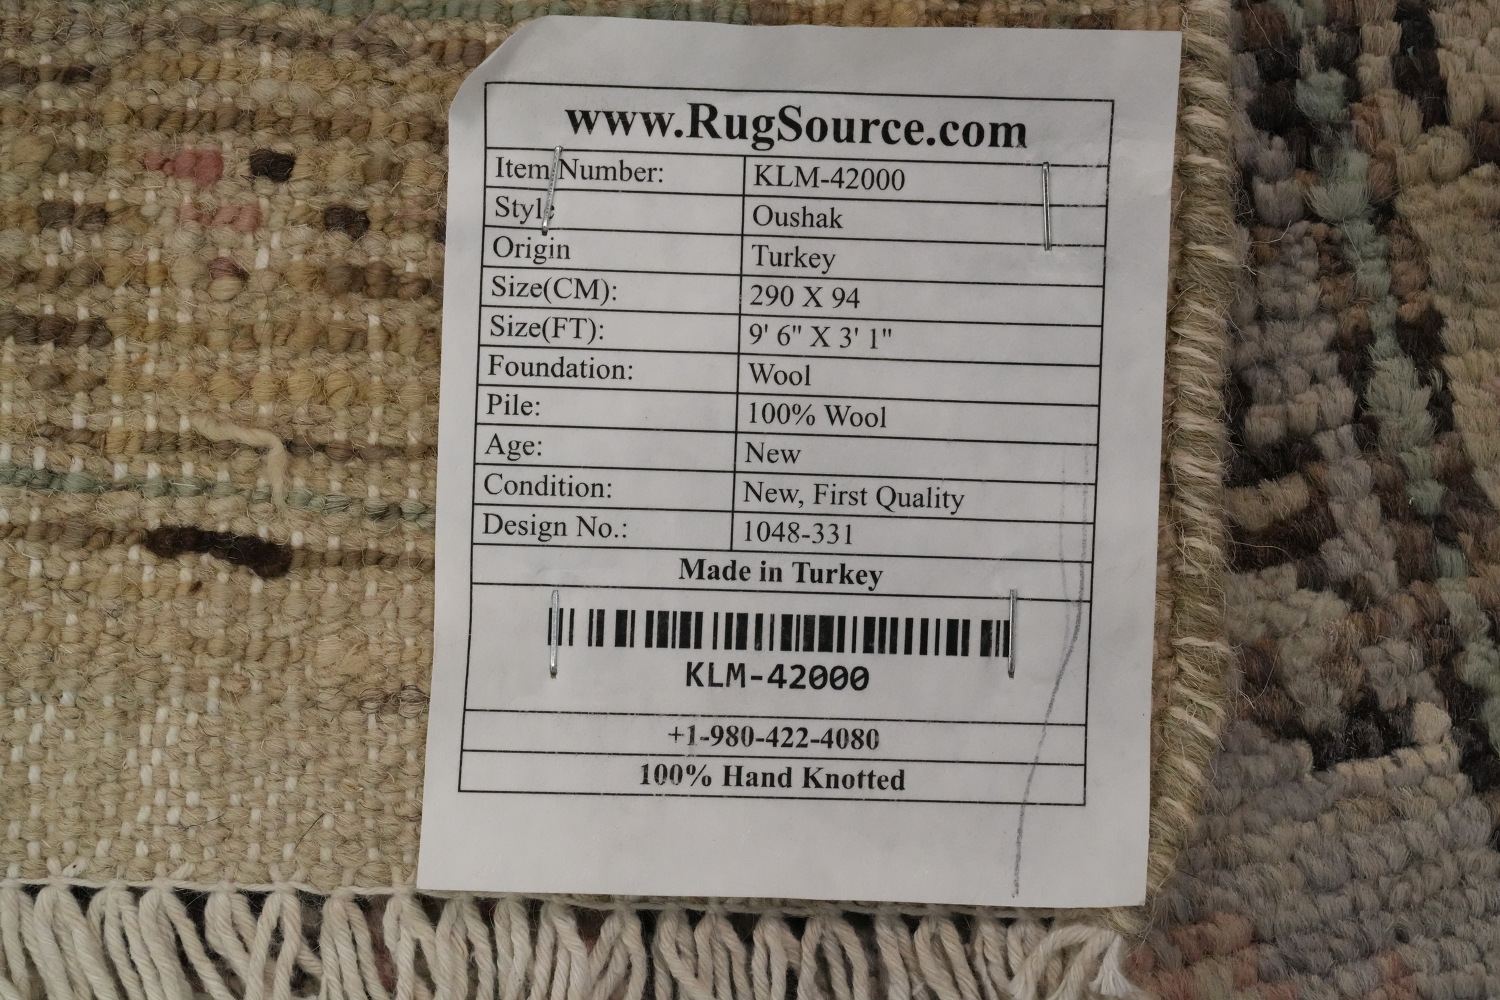 www.RugSource.com
Item Number: KLM-42000
Style Oushak
Origin Turkey
Size(CM): 290 X 94
Size(FT): 9' 6" X 3' 1"
Foundation: Wool
Pile: 100% Wool
Age: New
Condition: New, First Quality
Design No.: 1048-331
Made in Turkey
KLM-42000
+1-980-422-4080
100% Hand Knotted